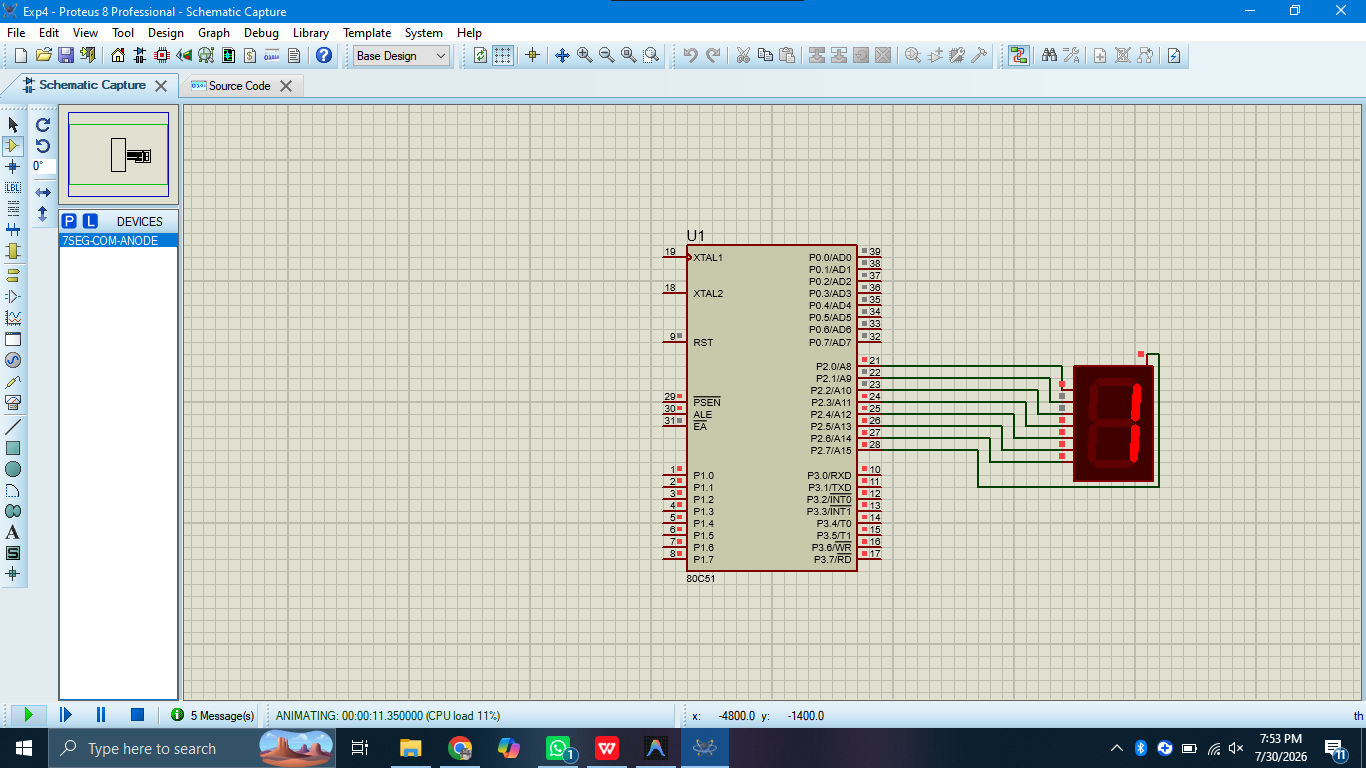 Exp4 - Proteus 8 Professional - Schematic Capture
File Edit View Tool Design Graph Debug Library Template System Help
Base Design
Schematic Capture
Source Code
0°
LBL
P L DEVICES
7SEG-COM-ANODE
A
S
U1
19 XTAL1
18 XTAL2
9 RST
29 PSEN
30 ALE
31 EA
1 P1.0
2 P1.1
3 P1.2
4 P1.3
5 P1.4
6 P1.5
7 P1.6
8 P1.7
P0.0/AD0 39
P0.1/AD1 38
P0.2/AD2 37
P0.3/AD3 36
P0.4/AD4 35
P0.5/AD5 34
P0.6/AD6 33
P0.7/AD7 32
P2.0/A8 21
P2.1/A9 22
P2.2/A10 23
P2.3/A11 24
P2.4/A12 25
P2.5/A13 26
P2.6/A14 27
P2.7/A15 28
P3.0/RXD 10
P3.1/TXD 11
P3.2/INT0 12
P3.3/INT1 13
P3.4/T0 14
P3.5/T1 15
P3.6/WR 16
P3.7/RD 17
80C51
1
5 Message(s)
ANIMATING: 00:00:11.350000 (CPU load 11%)
x: -4800.0 y: -1400.0
th
Type here to search
1
W
7:53 PM
7/30/2026
11